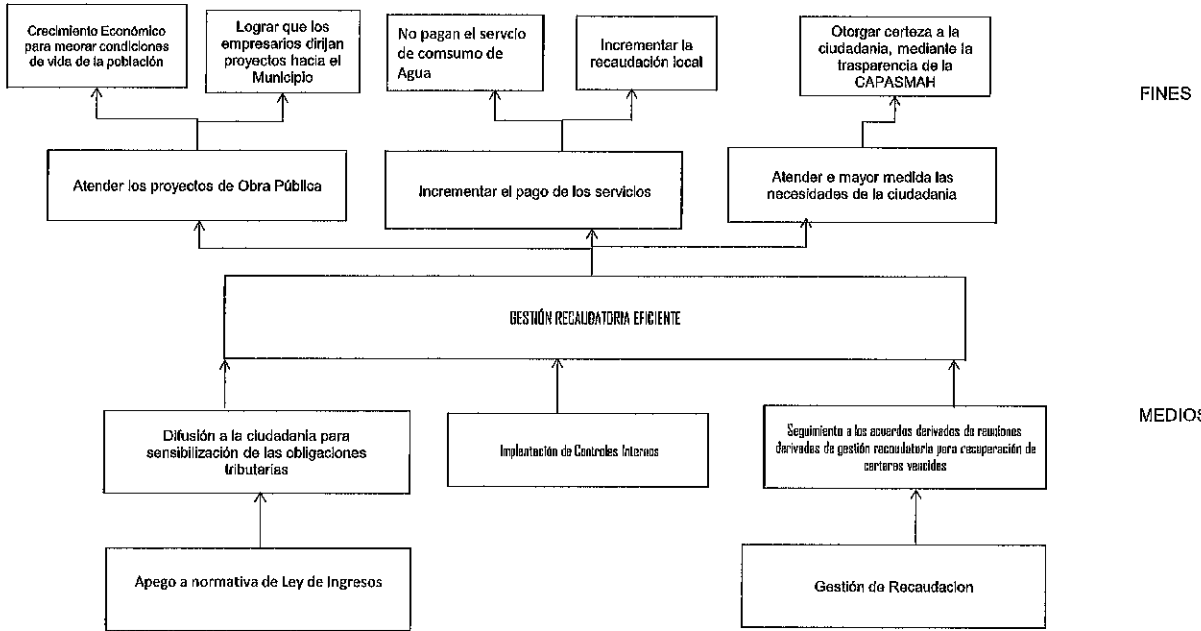 Crecimiento Económico
para meorar condiciones
de vida de la población
Lograr que los
empresarios dirijan
proyectos hacia el
Municipio
No pagan el servcio
de comsumo de
Agua
Incrementar la
recaudación local
Otorgar certeza a la
ciudadanía, mediante la
trasparencia de la
CAPASMAH
FINES
Atender los proyectos de Obra Pública
Incrementar el pago de los servicios
Atender e mayor medida las
necesidades de la ciudadania
GESTIÓN RECAUDATORIA EFICIENTE
MEDIOS
Difusión a la ciudadania para
sensibilización de las obligaciones
tributarias
Implentación de Controles Internos
Seguimiento a los acuerdos derivados de reuniones
derivadas de gestión recaudatoria para recuperación de
carteras vencidas
Apego a normativa de Ley de Ingresos
Gestión de Recaudacion